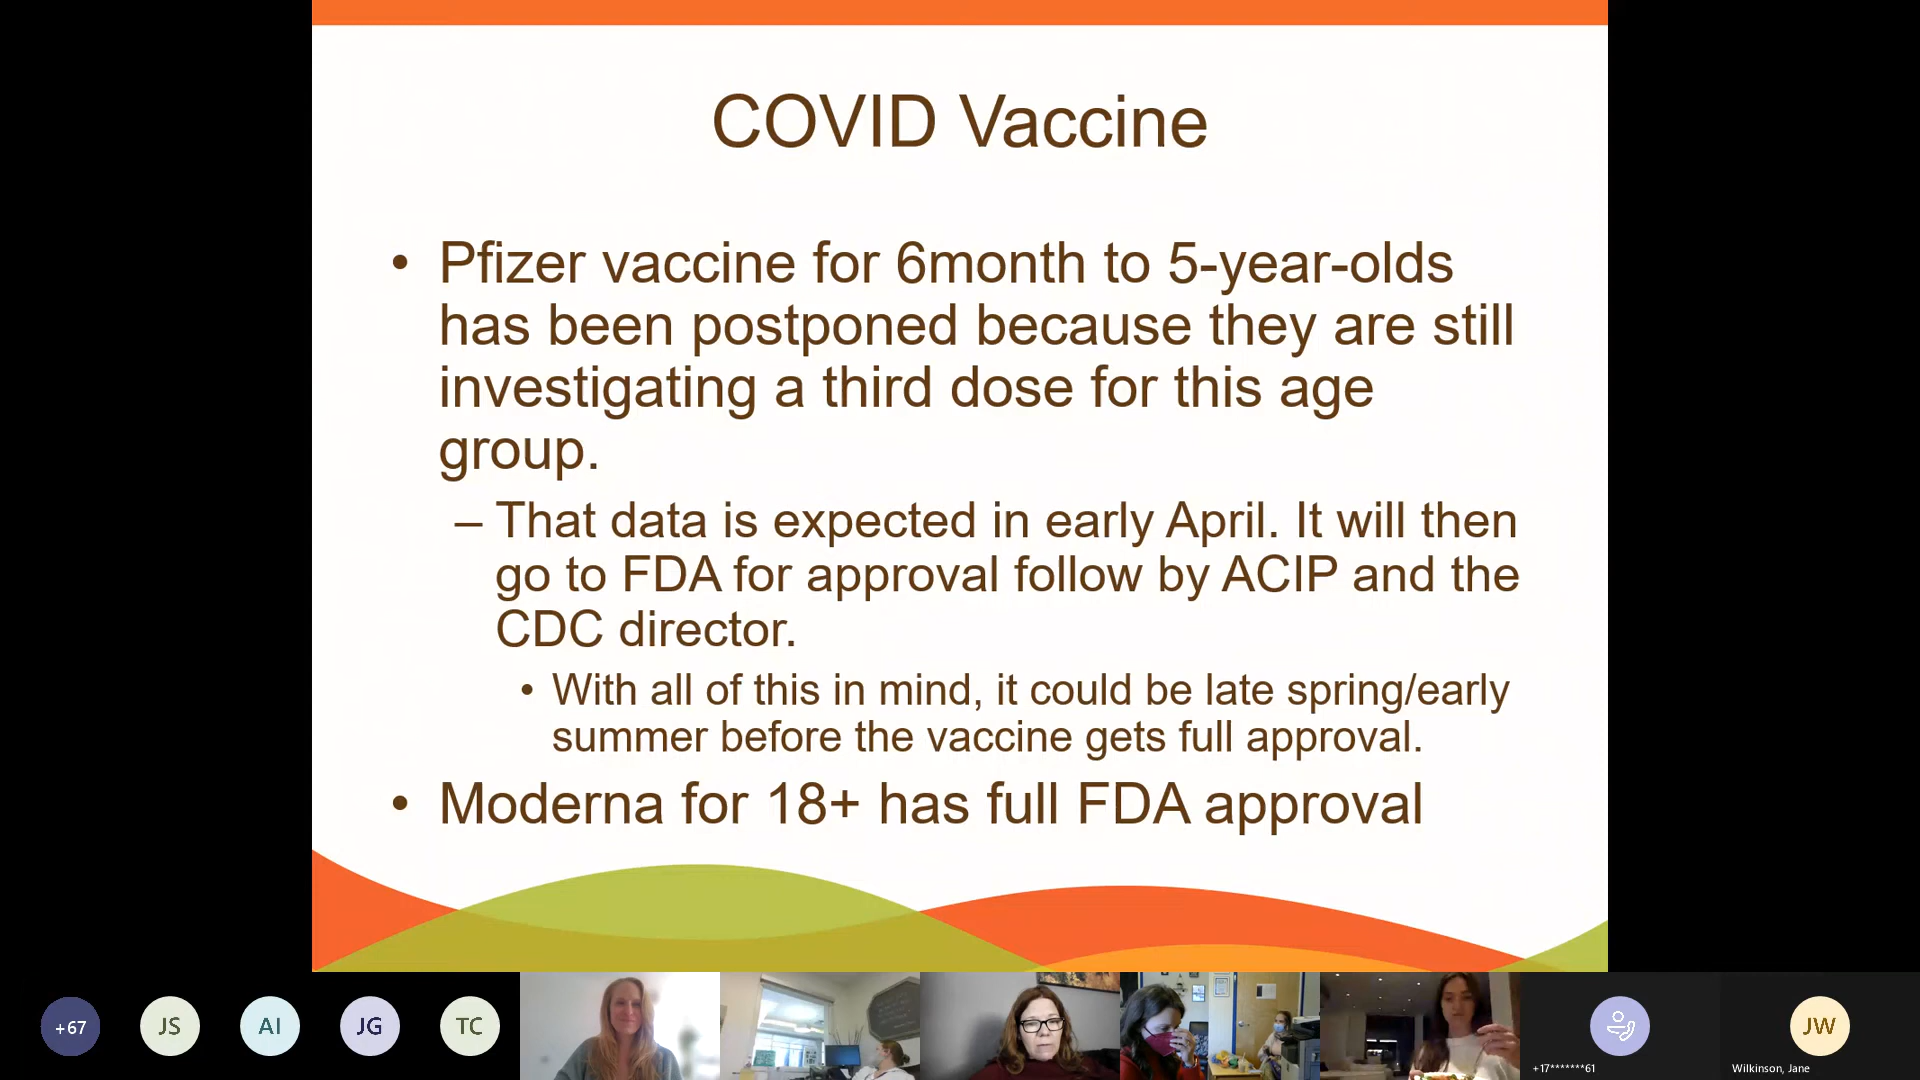 COVID Vaccine
• Pfizer vaccine for 6month to 5-year-olds
has been postponed because they are still
investigating a third dose for this age
group.
– That data is expected in early April. It will then
go to FDA for approval follow by ACIP and the
CDC director.
• With all of this in mind, it could be late spring/early
summer before the vaccine gets full approval.
• Moderna for 18+ has full FDA approval
+67
JS
AI
JG
TC
+17*******61
JW
Wilkinson, Jane